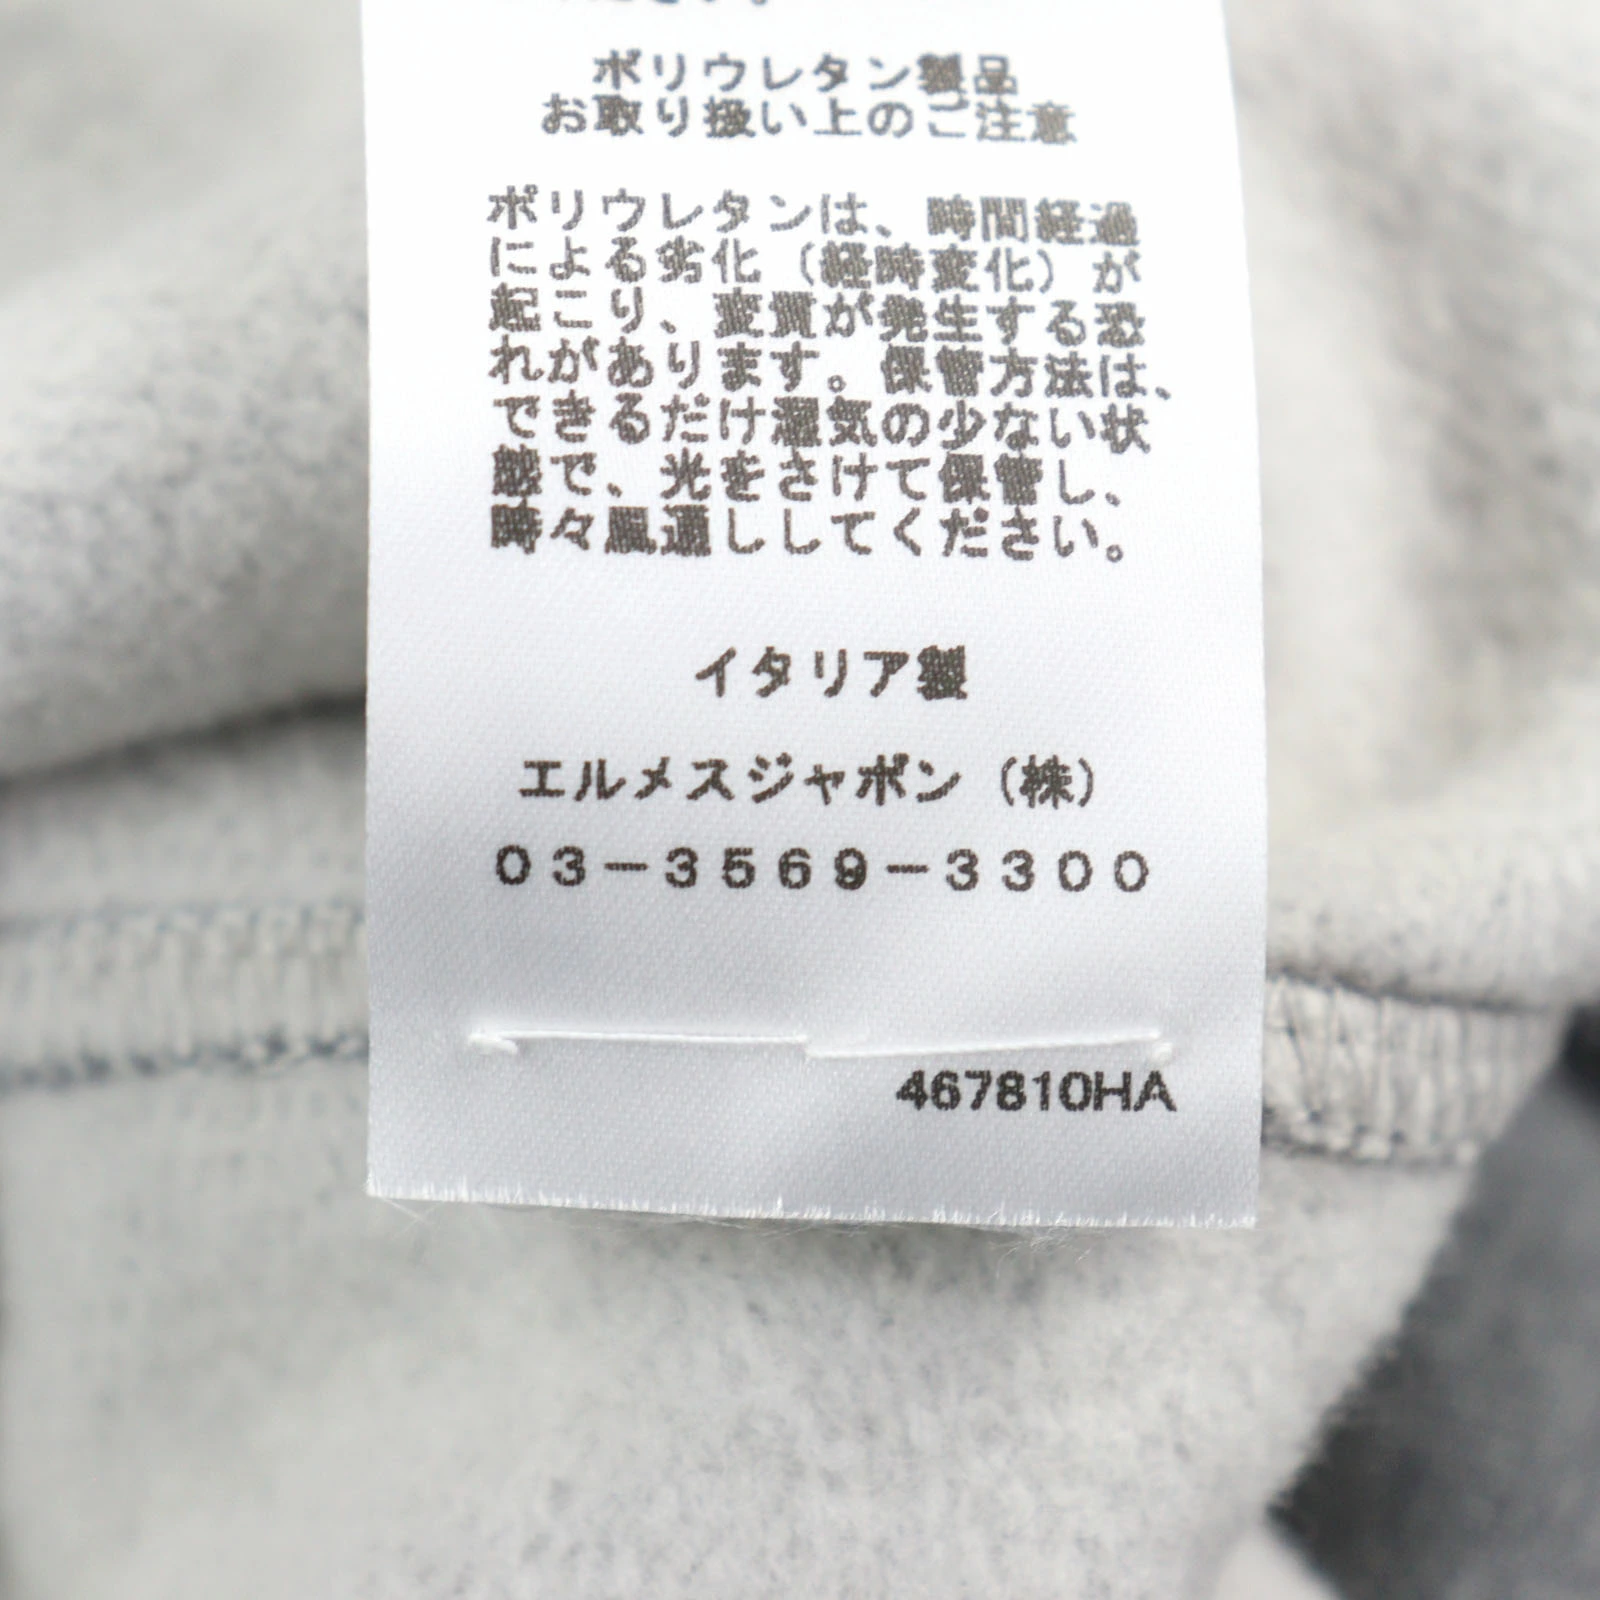 ください。
ポリウレタン製品
お取り扱い上のご注意
ポリウレタンは、時間経過
による劣化（経時変化）が
起こり、変質が発生する恐
れがあります。保管方法は、
できるだけ湿気の少ない状
態で、光をさけて保管し、
時々風通ししてください。
イタリア製
エルメスジャポン（株）
03-3569-3300
467810HA